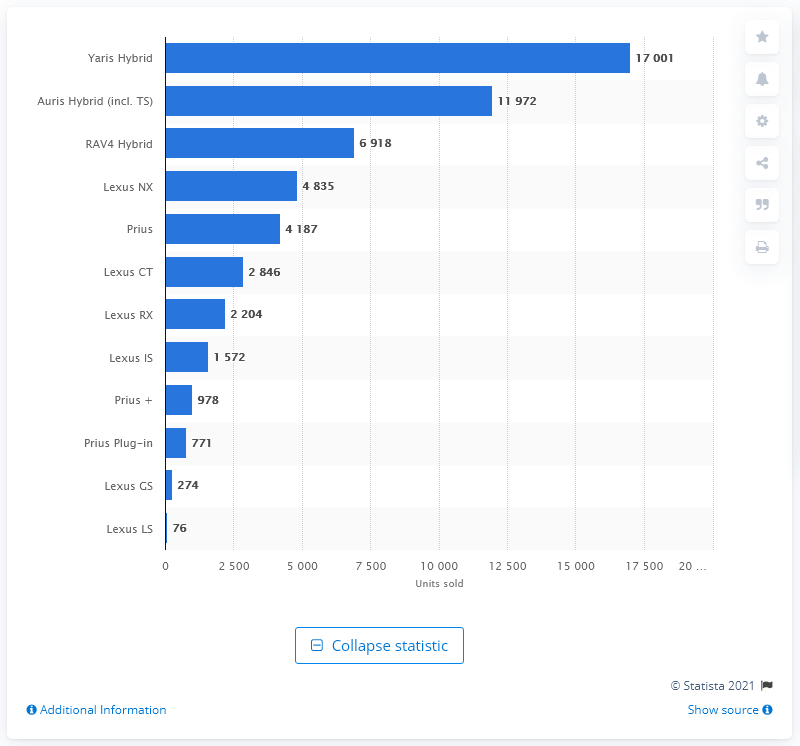 Yaris Hybrid 17 001
Auris Hybrid (incl. TS) 11 972
RAV4 Hybrid 6 918
Lexus NX 4 835
Prius 4 187
Lexus CT 2 846
Lexus RX 2 204
Lexus IS 1 572
Prius + 978
Prius Plug-in 771
Lexus GS 274
Lexus LS 76
0 2 500 5 000 7 500 10 000 12 500 15 000 17 500 20 ...
Units sold
Collapse statistic
© Statista 2021
Additional Information Show source